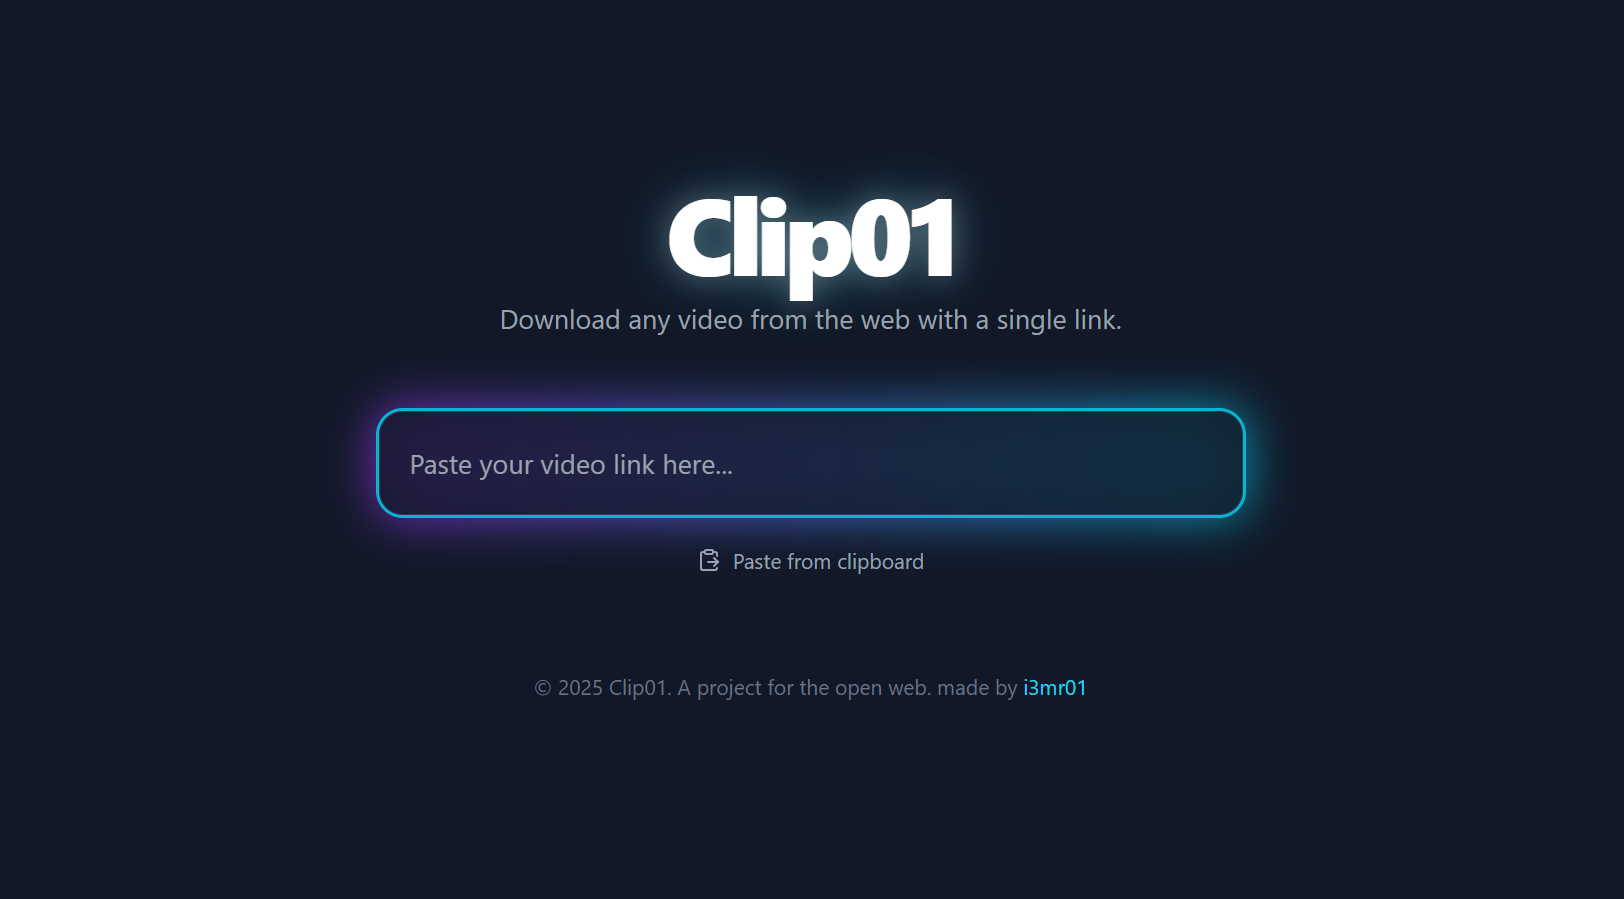 Clip01
Download any video from the web with a single link.
Paste your video link here...
Paste from clipboard
© 2025 Clip01. A project for the open web. made by i3mr01